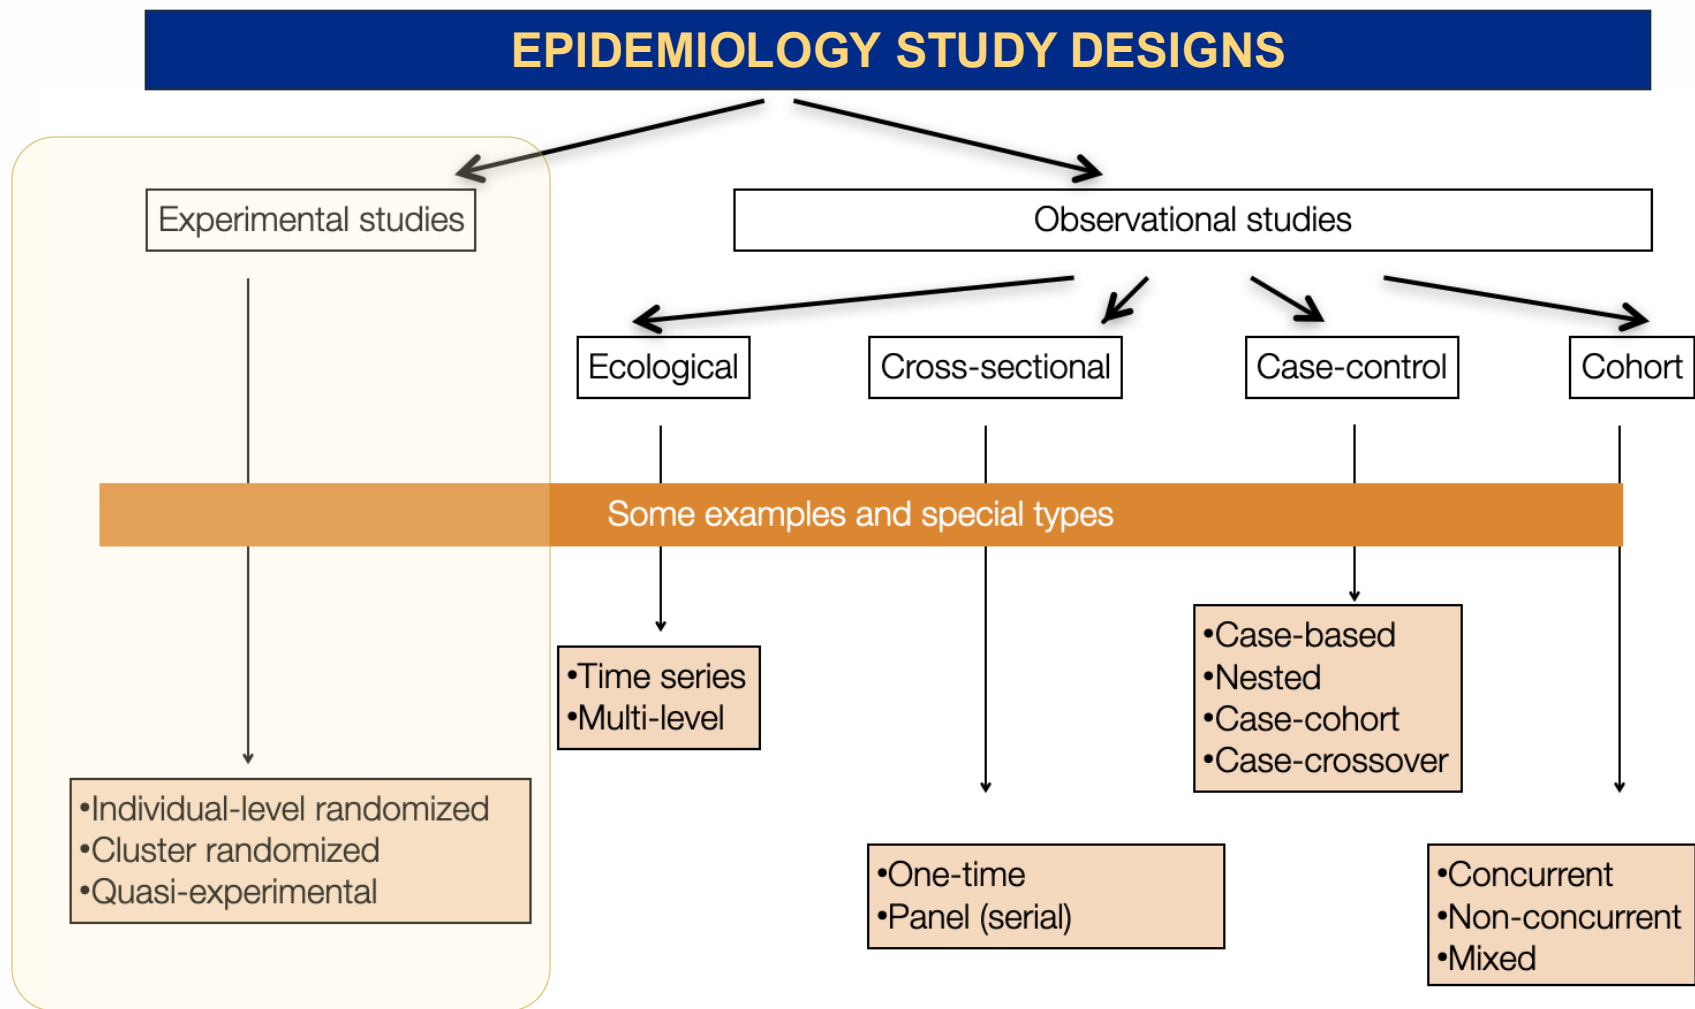 EPIDEMIOLOGY STUDY DESIGNS
Experimental studies
Observational studies
Ecological
Cross-sectional
Case-control
Cohort
Some examples and special types
•Individual-level randomized
•Cluster randomized
•Quasi-experimental
•Time series
•Multi-level
•One-time
•Panel (serial)
•Case-based
•Nested
•Case-cohort
•Case-crossover
•Concurrent
•Non-concurrent
•Mixed